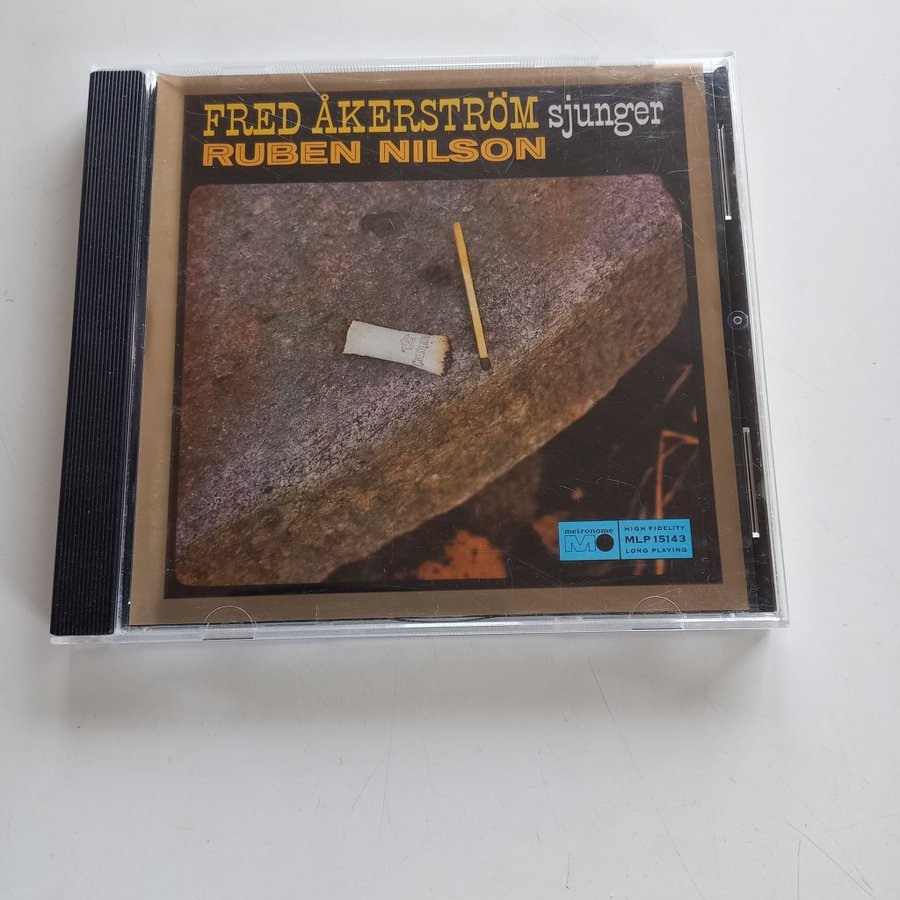 FRED ÅKERSTRÖM sjunger
RUBEN NILSON
metronome
HIGH FIDELITY
MLP 15143
LONG PLAYING